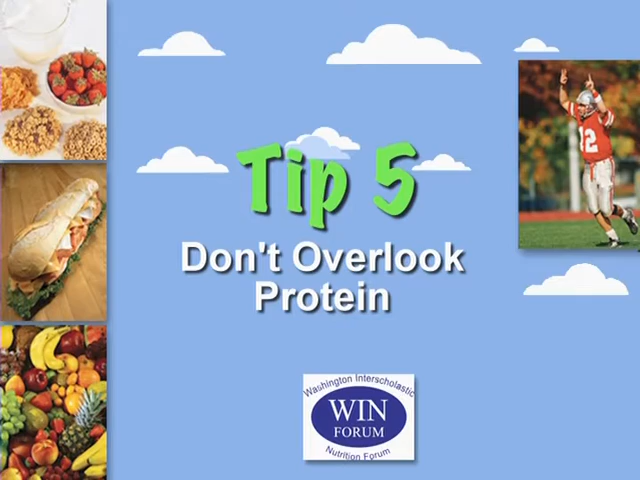 Tip 5
Don't Overlook
Protein
12
Washington Interscholastic
WIN
FORUM
Nutrition Forum